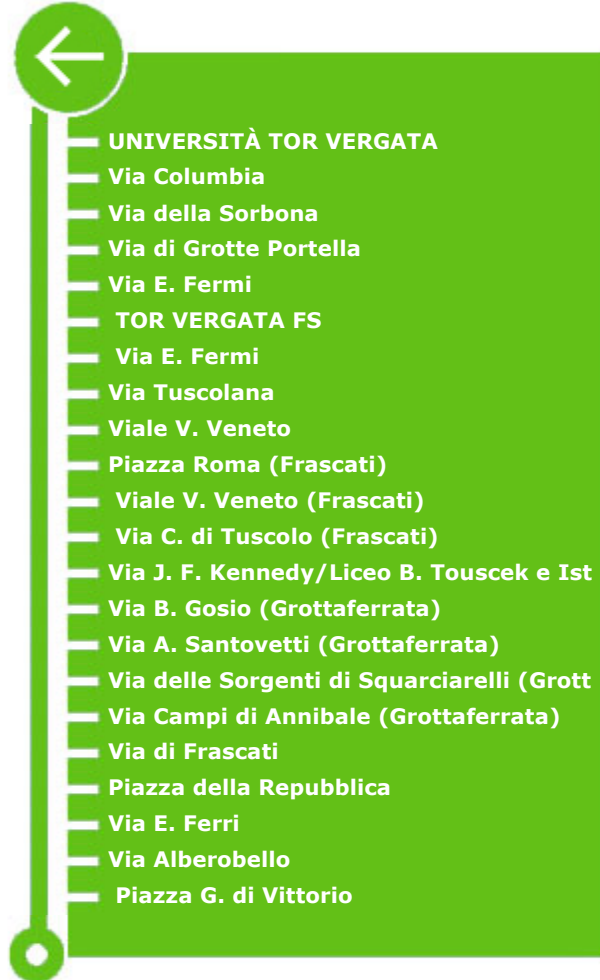 UNIVERSITÀ TOR VERGATA
Via Columbia
Via della Sorbona
Via di Grotte Portella
Via E. Fermi
TOR VERGATA FS
Via E. Fermi
Via Tuscolana
Viale V. Veneto
Piazza Roma (Frascati)
Viale V. Veneto (Frascati)
Via C. di Tuscolo (Frascati)
Via J. F. Kennedy/Liceo B. Touscek e Ist
Via B. Gosio (Grottaferrata)
Via A. Santovetti (Grottaferrata)
Via delle Sorgenti di Squarciarelli (Grott
Via Campi di Annibale (Grottaferrata)
Via di Frascati
Piazza della Repubblica
Via E. Ferri
Via Alberobello
Piazza G. di Vittorio